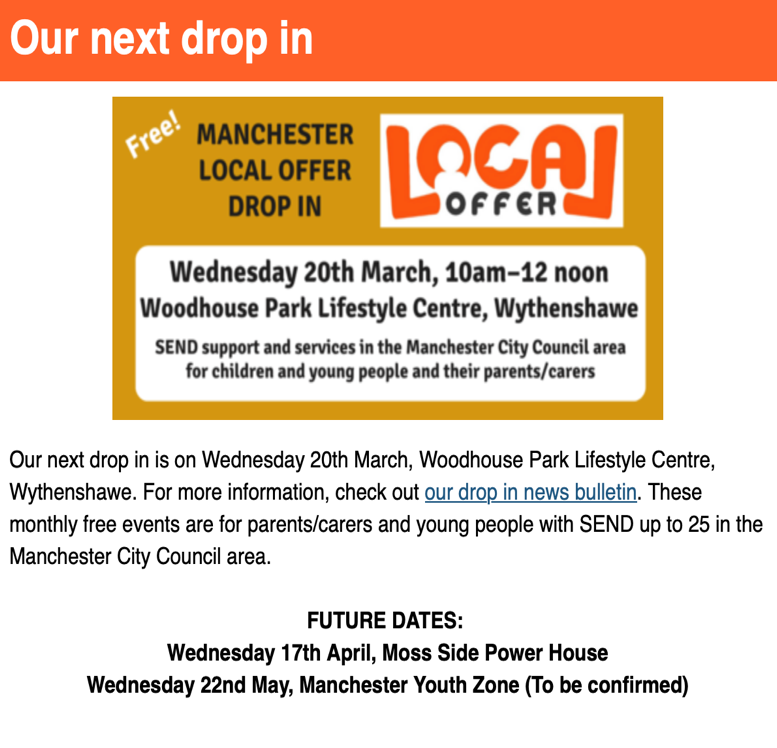 Our next drop in
Free!
MANCHESTER
LOCAL OFFER
DROP IN
LOCAL
OFFER
Wednesday 20th March, 10am–12 noon
Woodhouse Park Lifestyle Centre, Wythenshawe
SEND support and services in the Manchester City Council area
for children and young people and their parents/carers
Our next drop in is on Wednesday 20th March, Woodhouse Park Lifestyle Centre,
Wythenshawe. For more information, check out our drop in news bulletin. These
monthly free events are for parents/carers and young people with SEND up to 25 in the
Manchester City Council area.
FUTURE DATES:
Wednesday 17th April, Moss Side Power House
Wednesday 22nd May, Manchester Youth Zone (To be confirmed)